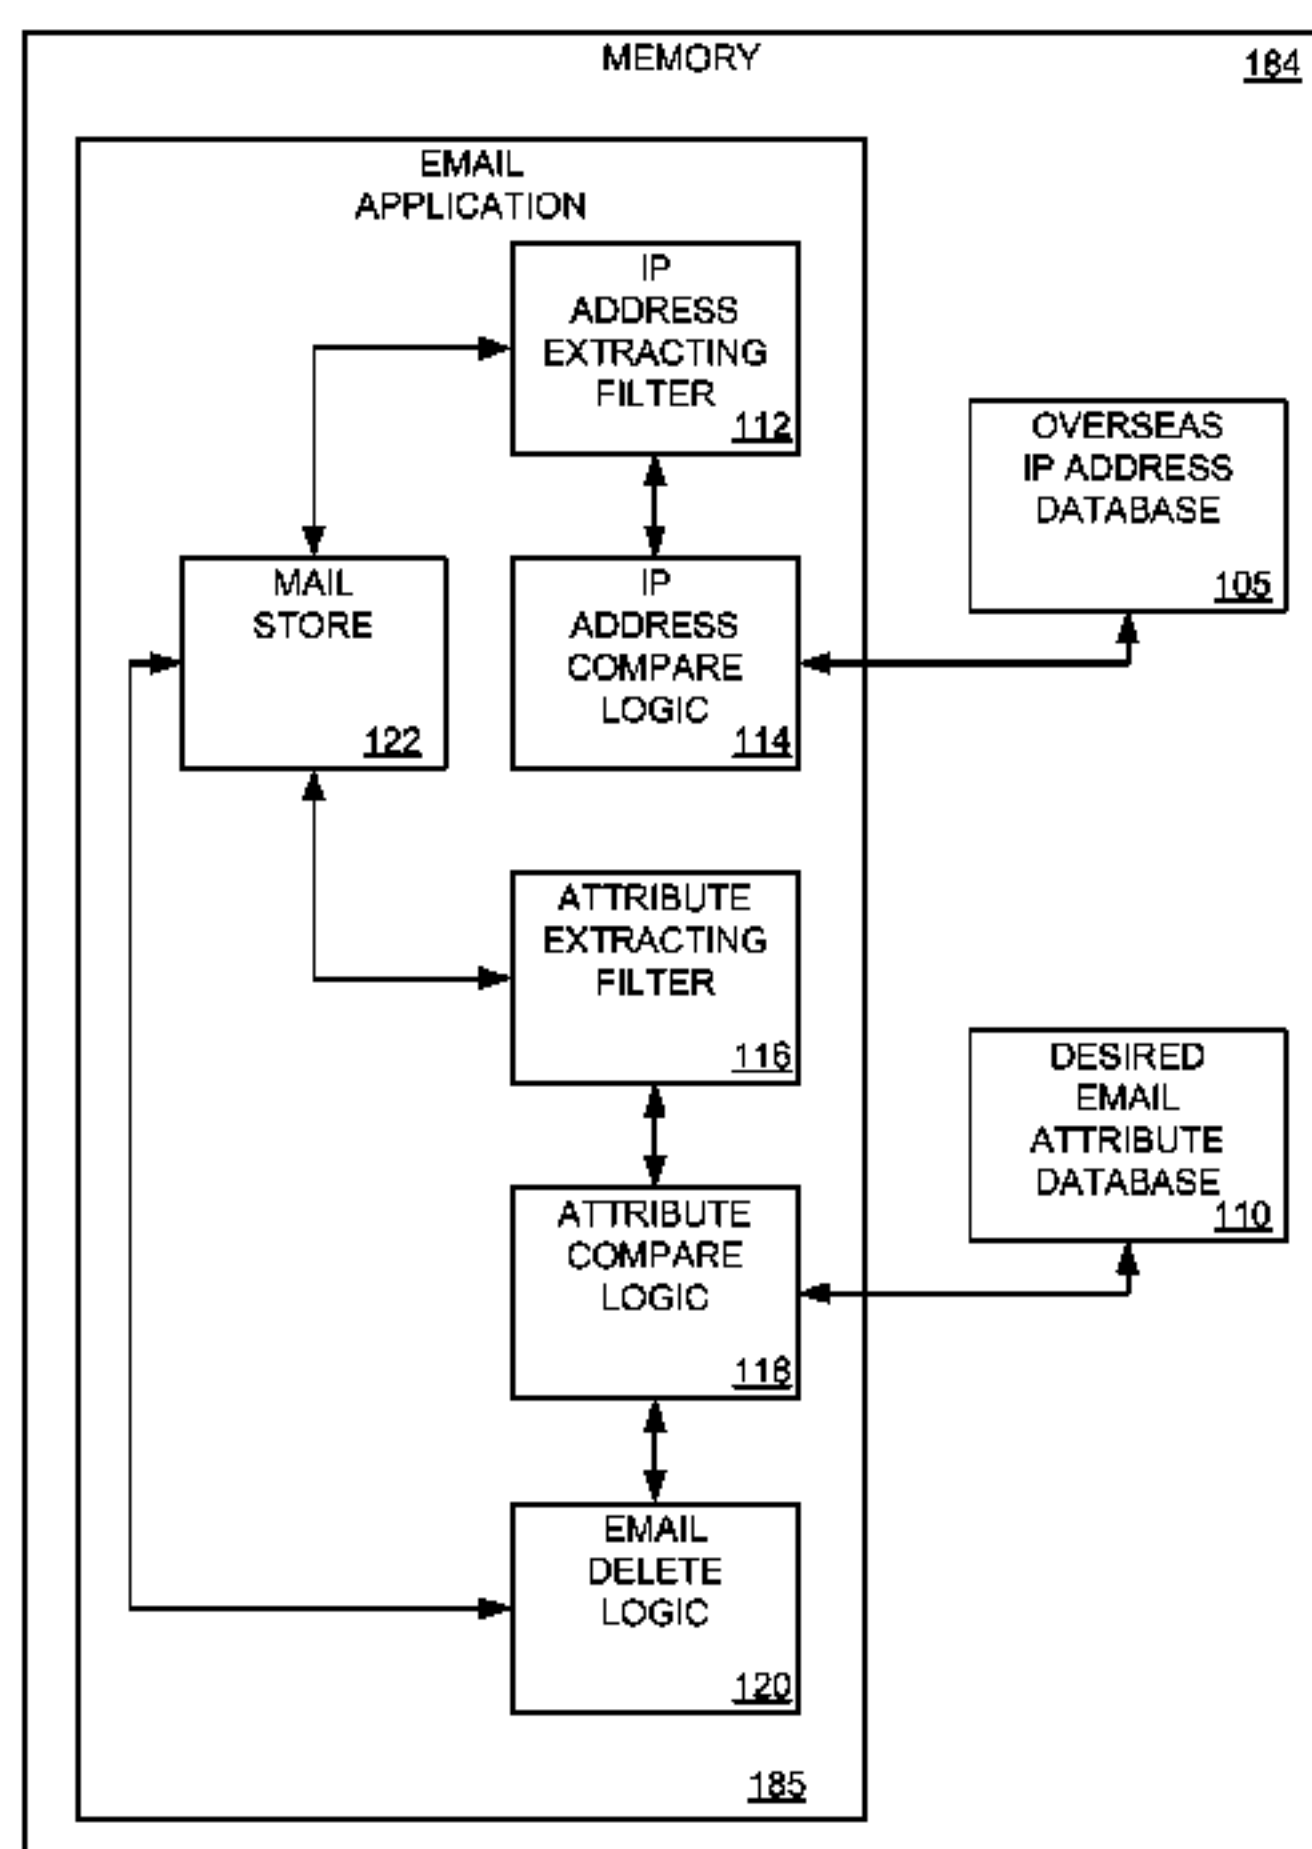 MEMORY
184
EMAIL
APPLICATION
IP
ADDRESS
EXTRACTING
FILTER
112
OVERSEAS
IP ADDRESS
DATABASE
105
MAIL
STORE
122
IP
ADDRESS
COMPARE
LOGIC
114
ATTRIBUTE
EXTRACTING
FILTER
116
DESIRED
EMAIL
ATTRIBUTE
DATABASE
110
ATTRIBUTE
COMPARE
LOGIC
118
EMAIL
DELETE
LOGIC
120
185